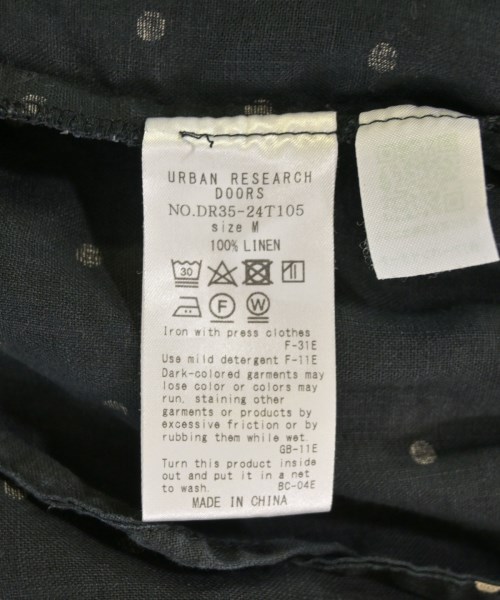 URBAN RESEARCH
DOORS
NO.DR35-24T105
size M
100% LINEN
30
F W
Iron with press clothes
F-31E
Use mild detergent F-11E
Dark-colored garments may
lose color or colors may
run, staining other
garments or products by
excessive friction or by
rubbing them while wet.
GB-11E
Turn this product inside
out and put it in a net
to wash. BC-04E
MADE IN CHINA